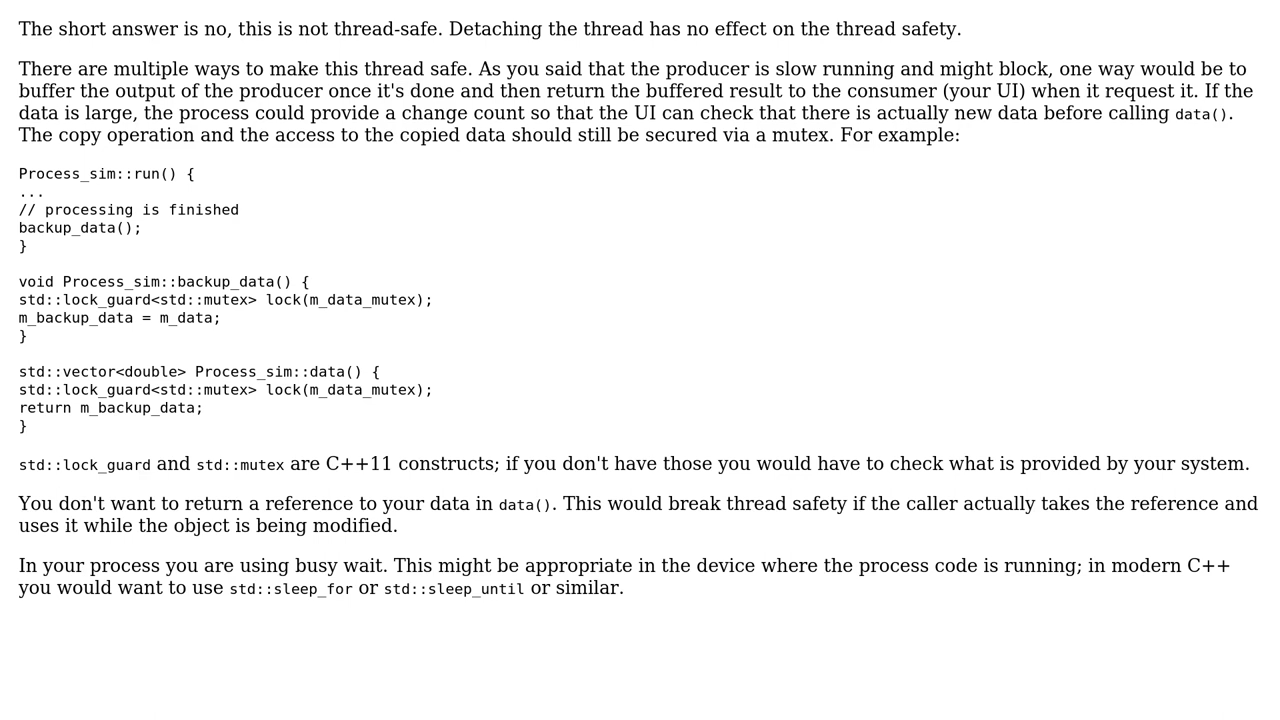 The short answer is no, this is not thread-safe. Detaching the thread has no effect on the thread safety.
There are multiple ways to make this thread safe. As you said that the producer is slow running and might block, one way would be to
buffer the output of the producer once it's done and then return the buffered result to the consumer (your UI) when it request it. If the
data is large, the process could provide a change count so that the UI can check that there is actually new data before calling data().
The copy operation and the access to the copied data should still be secured via a mutex. For example:
Process_sim::run() {
...
// processing is finished
backup_data();
}
void Process_sim::backup_data() {
std::lock_guard<std::mutex> lock(m_data_mutex);
m_backup_data = m_data;
}
std::vector<double> Process_sim::data() {
std::lock_guard<std::mutex> lock(m_data_mutex);
return m_backup_data;
}
std::lock_guard and std::mutex are C++11 constructs; if you don't have those you would have to check what is provided by your system.
You don't want to return a reference to your data in data(). This would break thread safety if the caller actually takes the reference and
uses it while the object is being modified.
In your process you are using busy wait. This might be appropriate in the device where the process code is running; in modern C++
you would want to use std::sleep_for or std::sleep_until or similar.